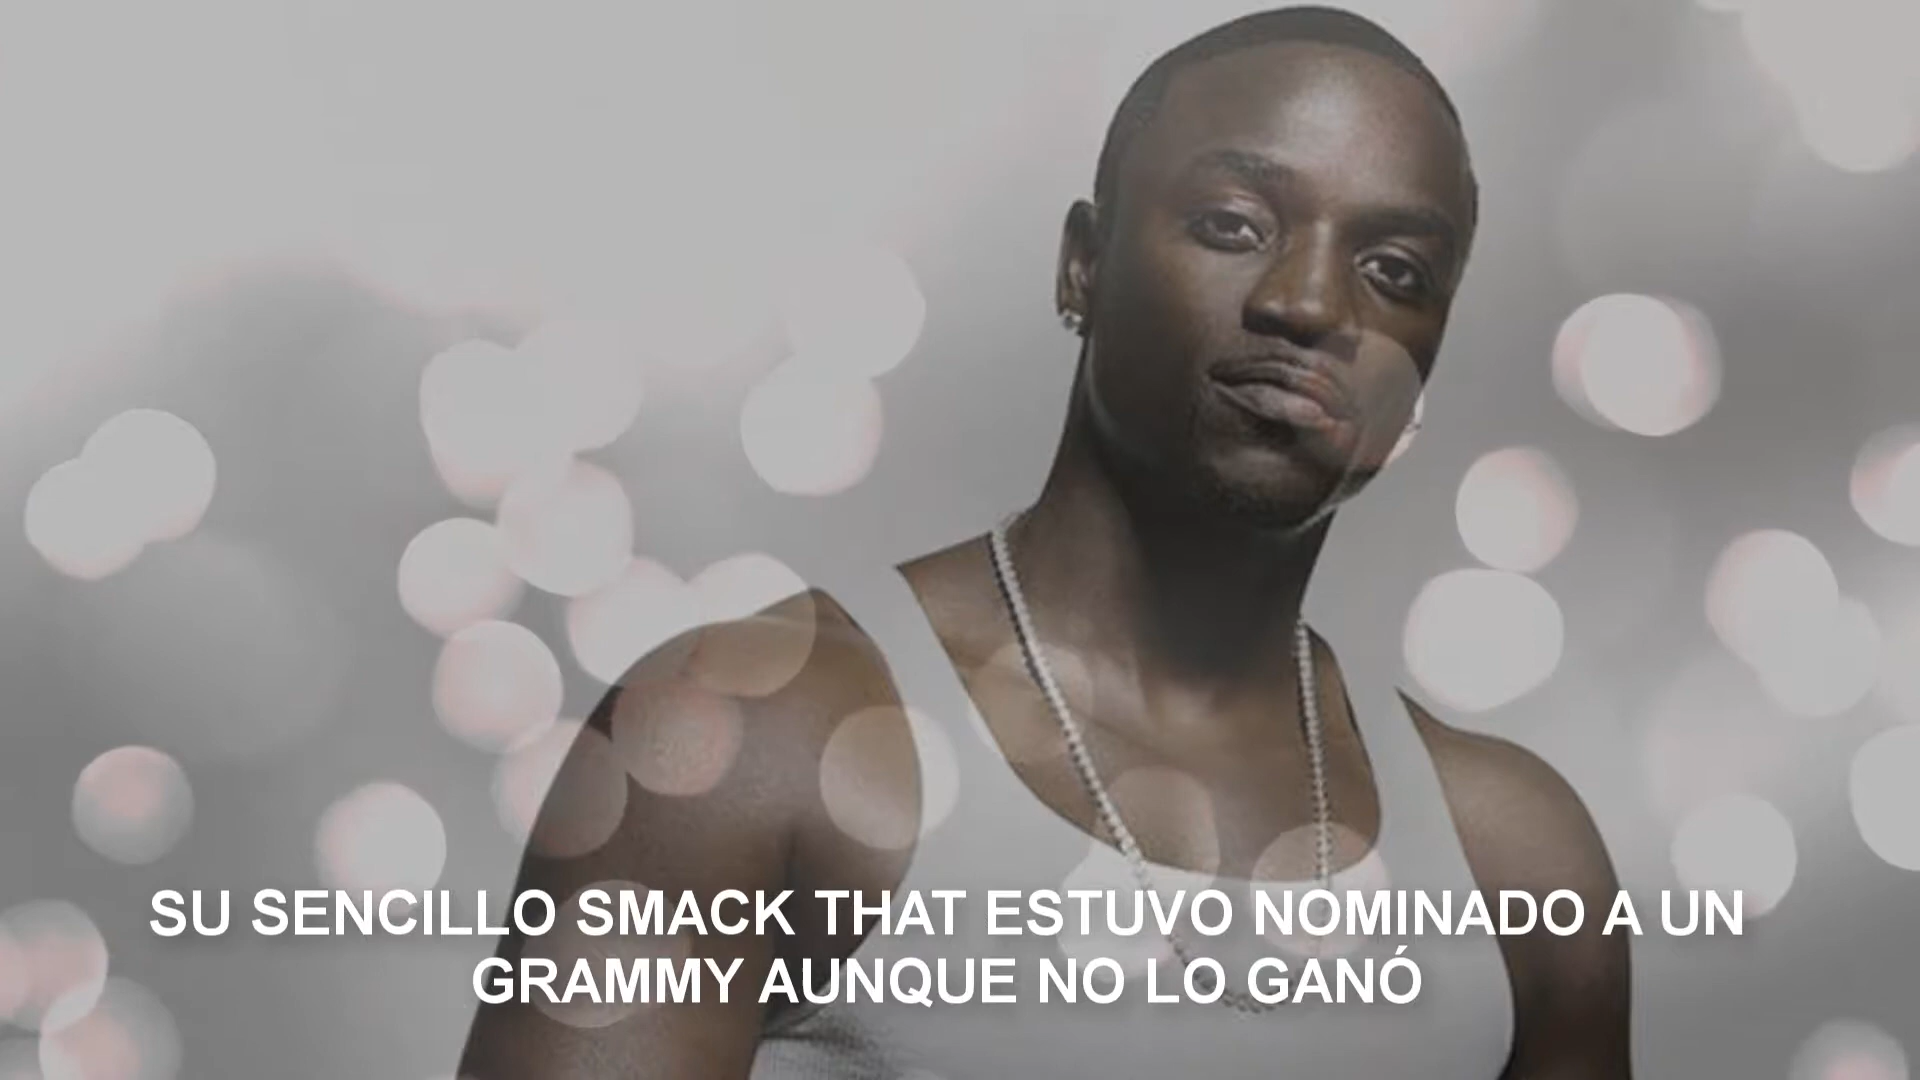 SU SENCILLO SMACK THAT ESTUVO NOMINADO A UN
GRAMMY AUNQUE NO LO GANÓ